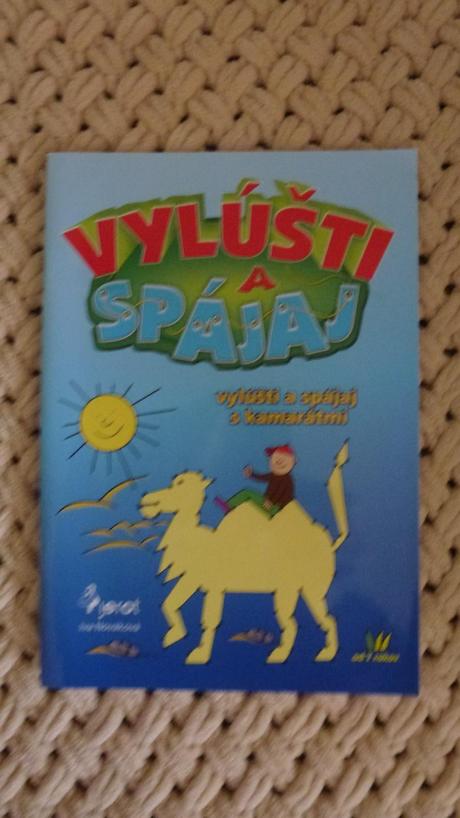 VYLÚŠTI
A
SPÁJAJ
vylúšti a spájaj
s kamarátmi